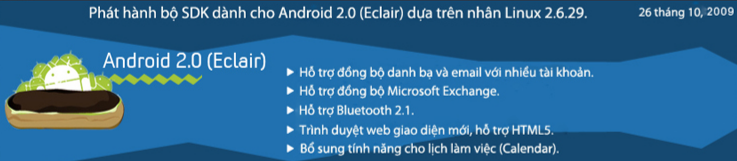 Phát hành bộ SDK dành cho Android 2.0 (Eclair) dựa trên nhân Linux 2.6.29.
26 tháng 10, 2009
Android 2.0 (Eclair)
▶ Hỗ trợ đồng bộ danh bạ và email với nhiều tài khoản.
▶ Hỗ trợ đồng bộ Microsoft Exchange.
▶ Hỗ trợ Bluetooth 2.1.
▶ Trình duyệt web giao diện mới, hỗ trợ HTML5.
▶ Bổ sung tính năng cho lịch làm việc (Calendar).